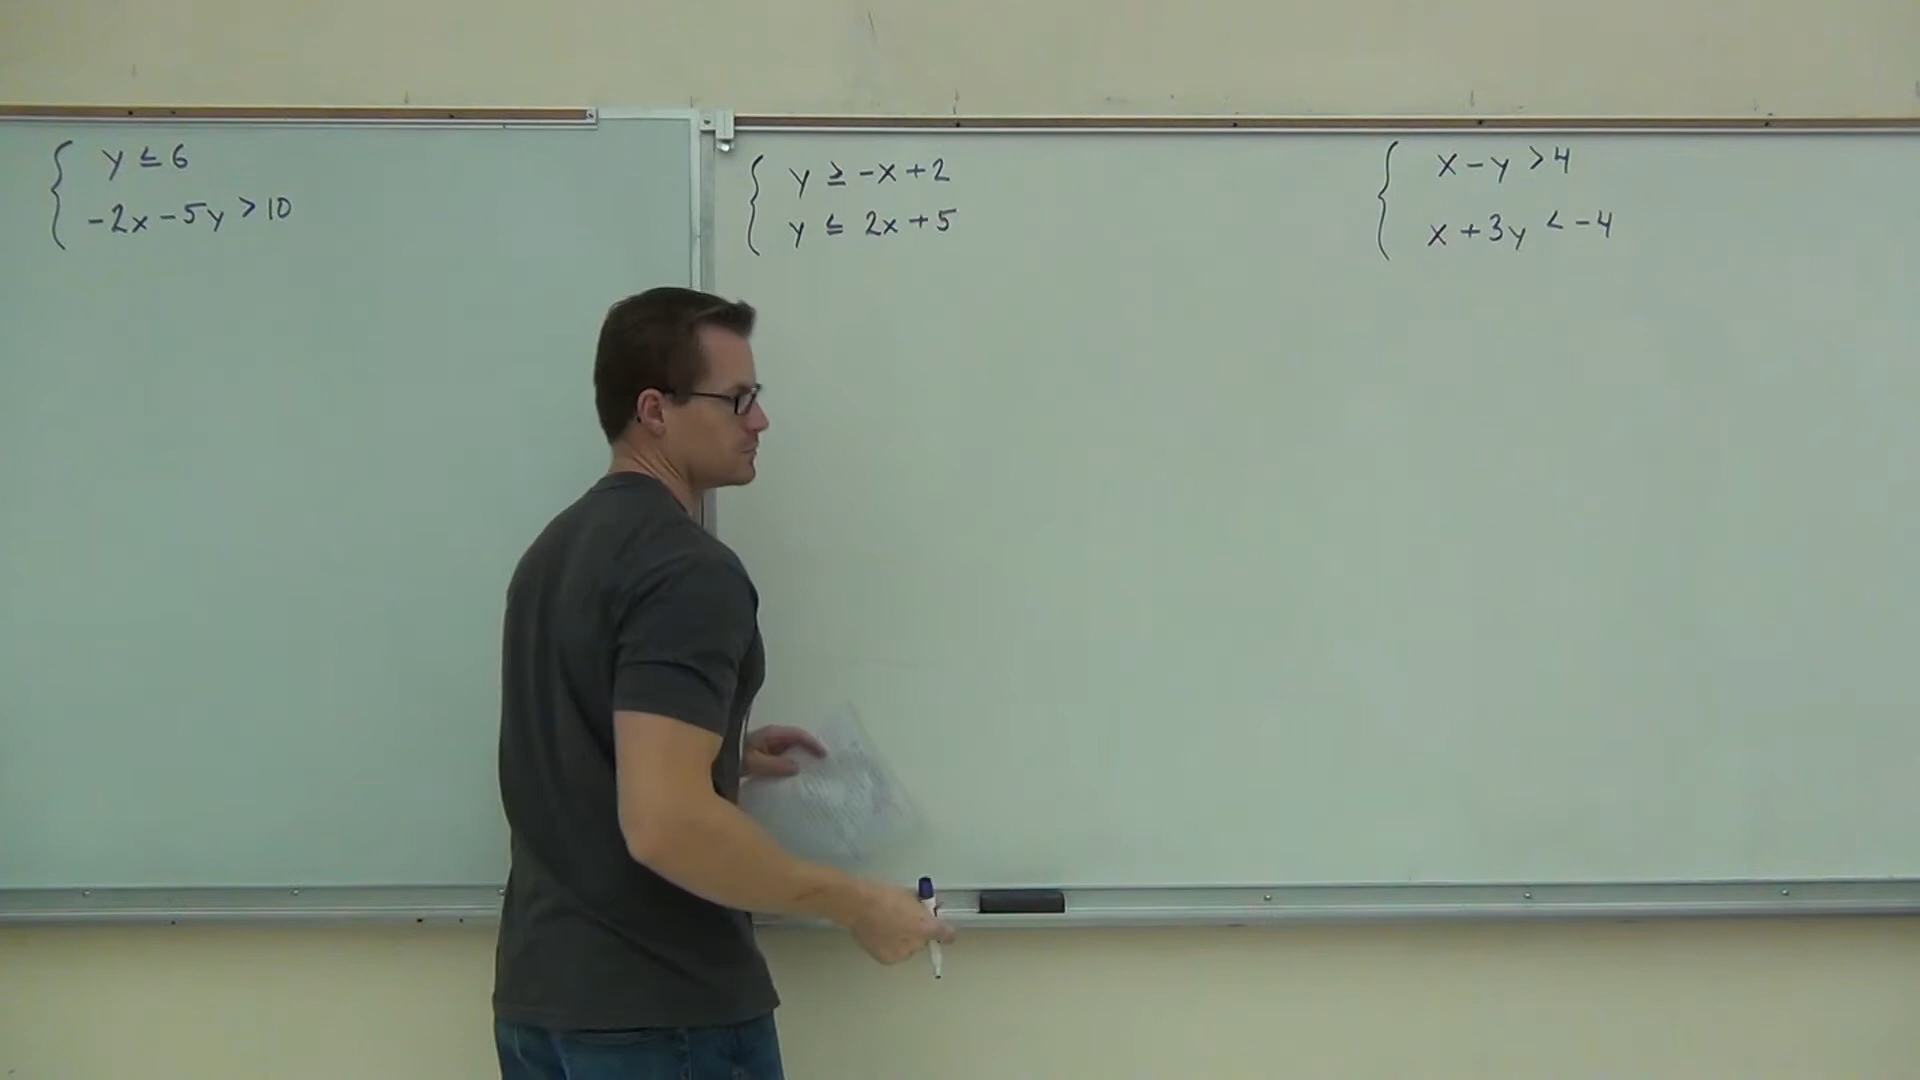 y ≤ 6
-2x - 5y > 10
y ≥ -x + 2
y ≤ 2x + 5
x - y > 4
x + 3y < -4